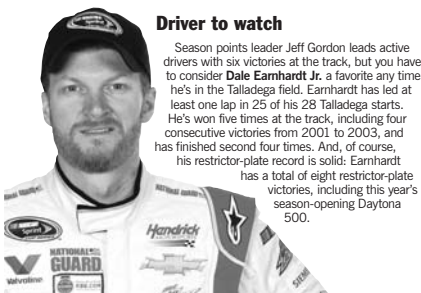 Driver to watch
Season points leader Jeff Gordon leads active
drivers with six victories at the track, but you have
to consider Dale Earnhardt Jr. a favorite any time
he's in the Talladega field. Earnhardt has led at
least one lap in 25 of his 28 Talladega starts.
He's won five times at the track, including four
consecutive victories from 2001 to 2003, and
has finished second four times. And, of course,
his restrictor-plate record is solid: Earnhardt
has a total of eight restrictor-plate
victories, including this year's
season-opening Daytona
500.
Sprint
Hendrick
NATIONAL
GUARD
Valvoline